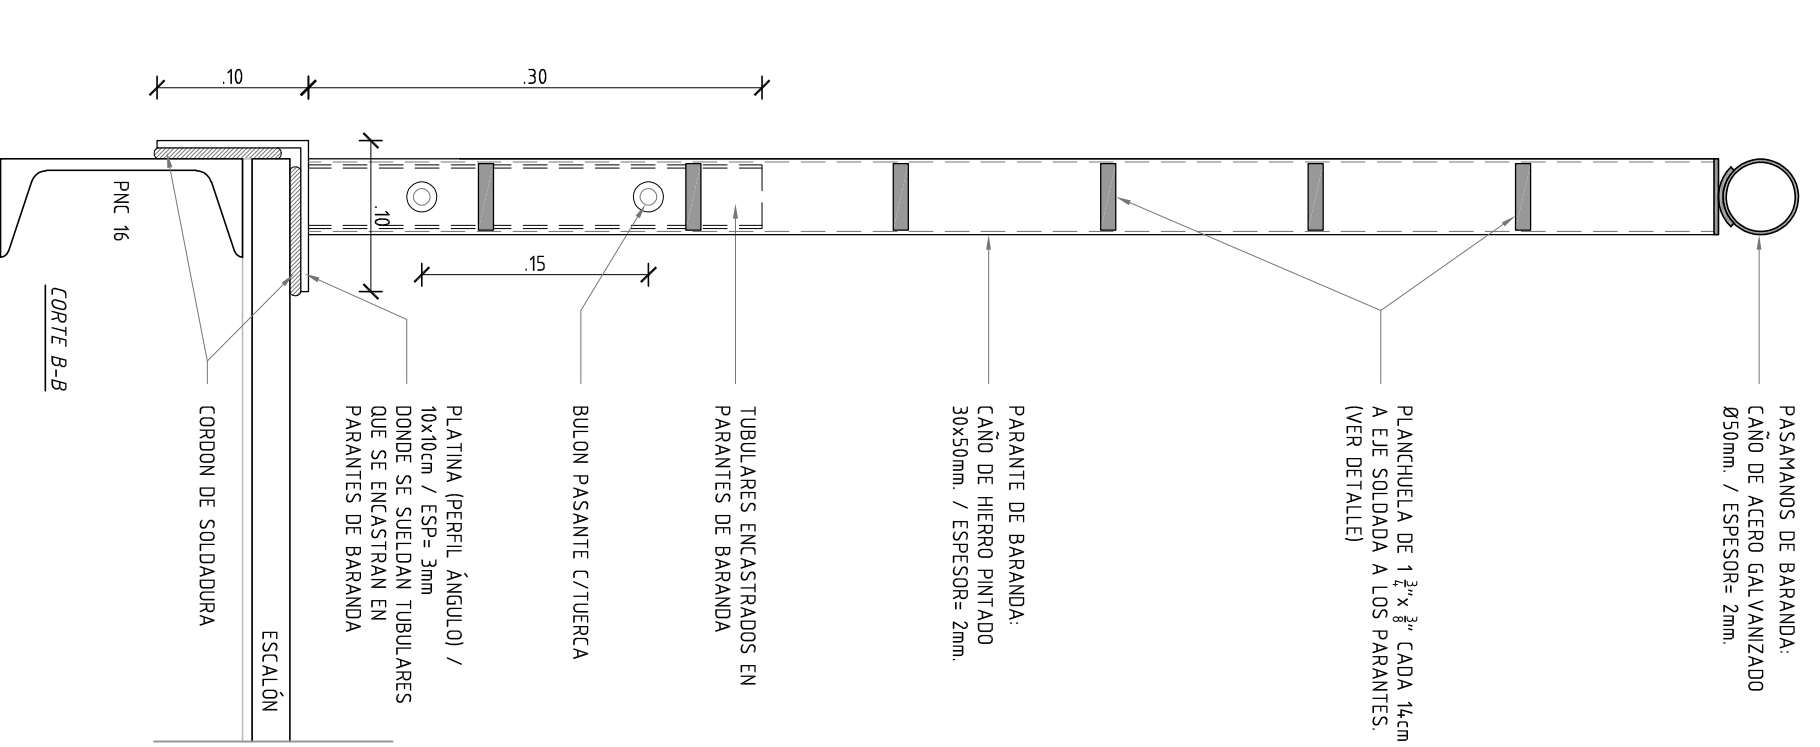 PASAMANOS DE BARANDA:
CAÑO DE ACERO GALVANIZADO
Ø50mm. / ESPESOR= 2mm.
PLANCHUELA DE 1 3/4"x 3/8" CADA 14cm
A EJE SOLDADA A LOS PARANTES.
(VER DETALLE)
PARANTE DE BARANDA:
CAÑO DE HIERRO PINTADO
30x50mm. / ESPESOR= 2mm.
TUBULARES ENCASTRADOS EN
PARANTES DE BARANDA
BULON PASANTE C/TUERCA
PLATINA (PERFIL ÁNGULO) /
10x10cm / ESP= 3mm
DONDE SE SUELDAN TUBULARES
QUE SE ENCASTRAN EN
PARANTES DE BARANDA
CORDON DE SOLDADURA
ESCALÓN
.30
.10
.15
.10
PNC 16
CORTE B-B